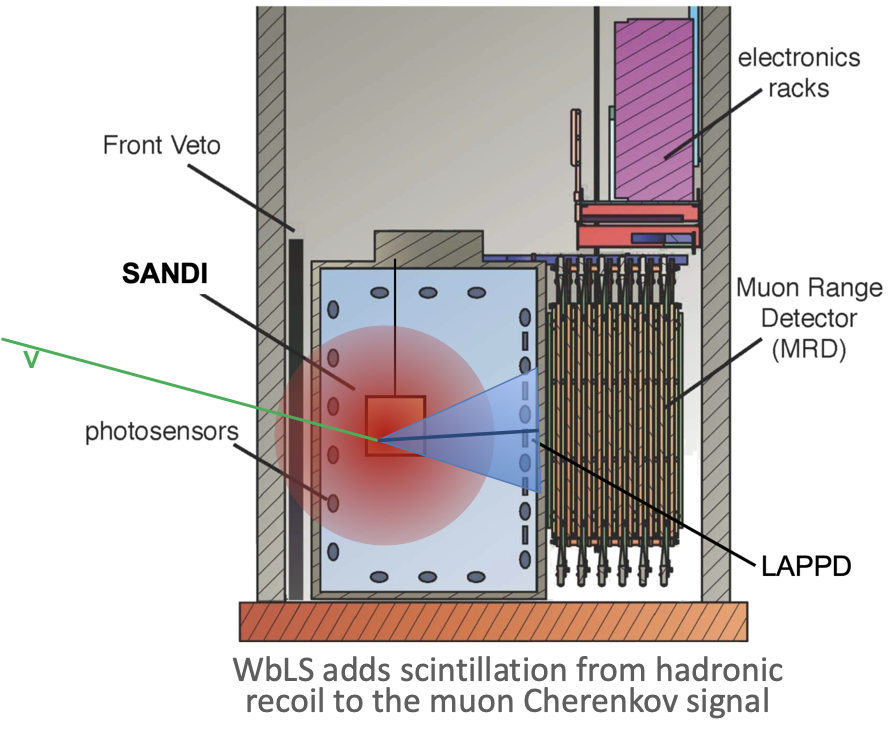 electronics
racks
Front Veto
SANDI
Muon Range
Detector
(MRD)
ν
photosensors
LAPPD
WbLS adds scintillation from hadronic
recoil to the muon Cherenkov signal